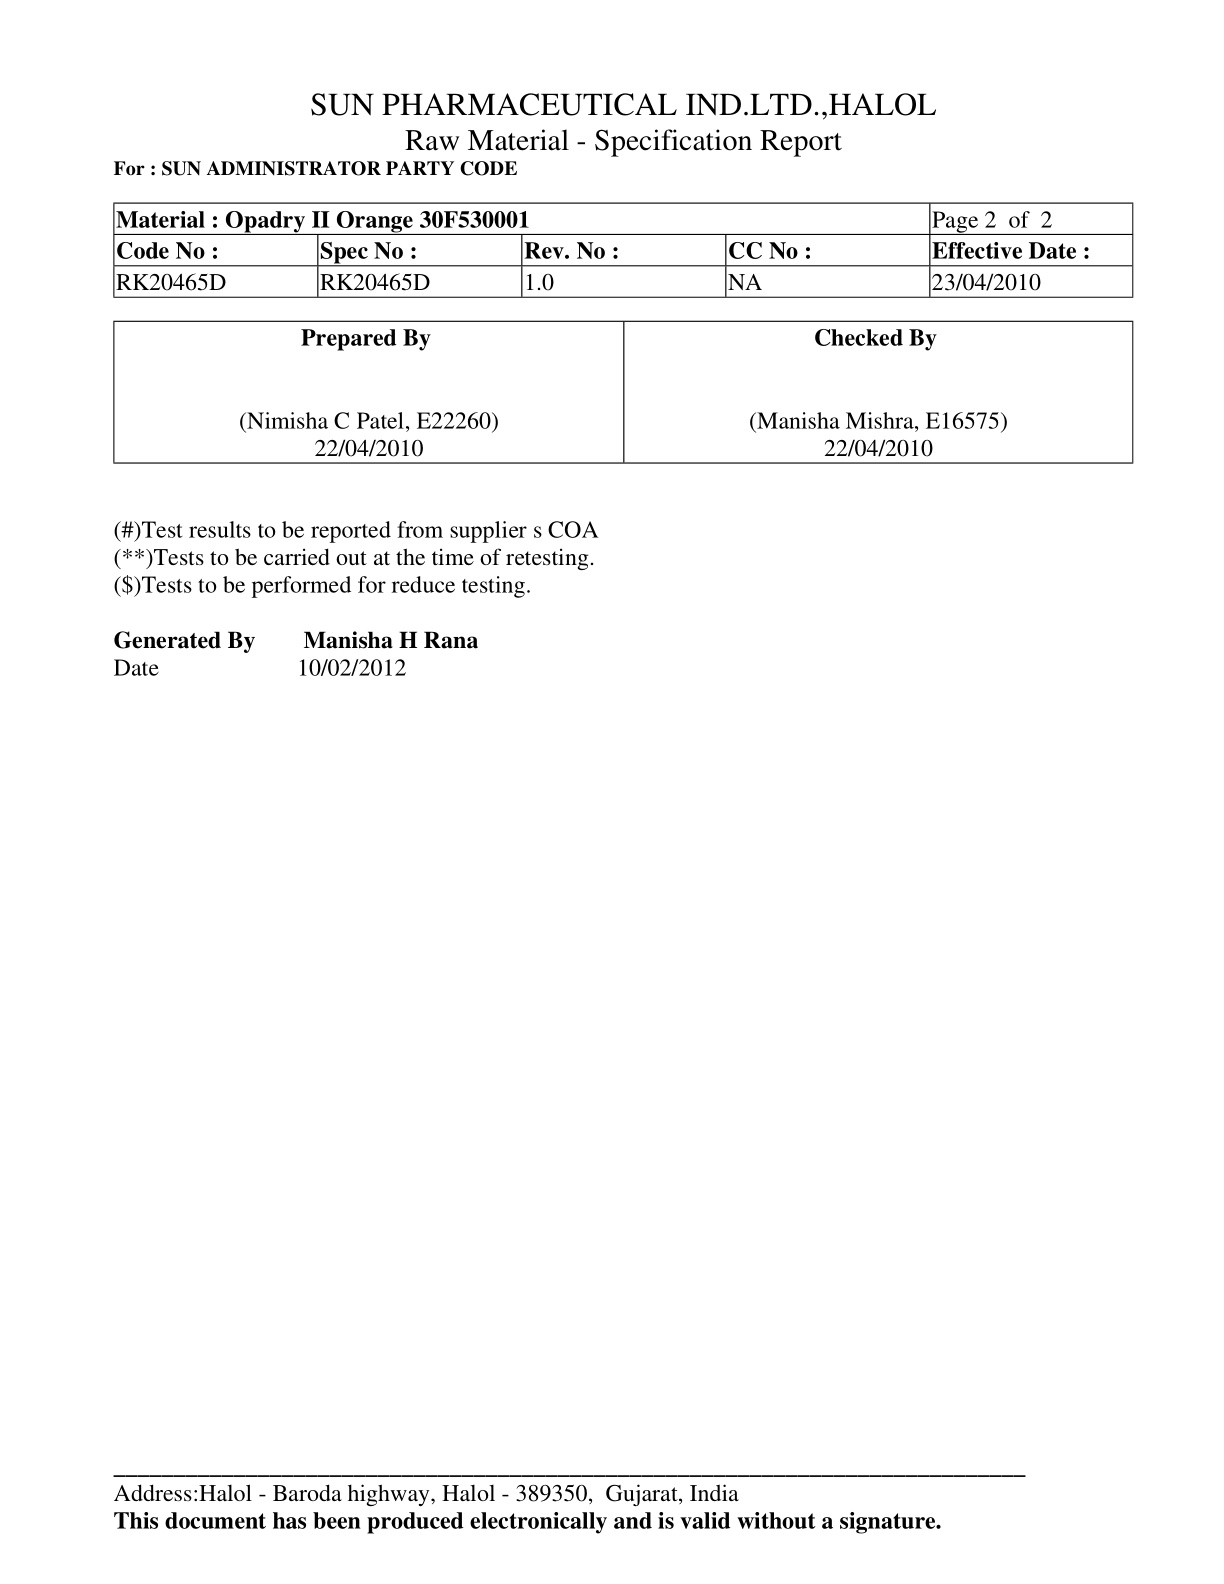 SUN PHARMACEUTICAL IND.LTD.,HALOL
Raw Material - Specification Report
For : SUN ADMINISTRATOR PARTY CODE
Material : Opadry II Orange 30F530001 Page 2 of 2
Code No : Spec No : Rev. No : CC No : Effective Date :
RK20465D RK20465D 1.0 NA 23/04/2010
Prepared By Checked By
(Nimisha C Patel, E22260) (Manisha Mishra, E16575)
22/04/2010 22/04/2010
(#)Test results to be reported from supplier s COA
(**)Tests to be carried out at the time of retesting.
($)Tests to be performed for reduce testing.
Generated By Manisha H Rana
Date 10/02/2012
Address:Halol - Baroda highway, Halol - 389350, Gujarat, India
This document has been produced electronically and is valid without a signature.